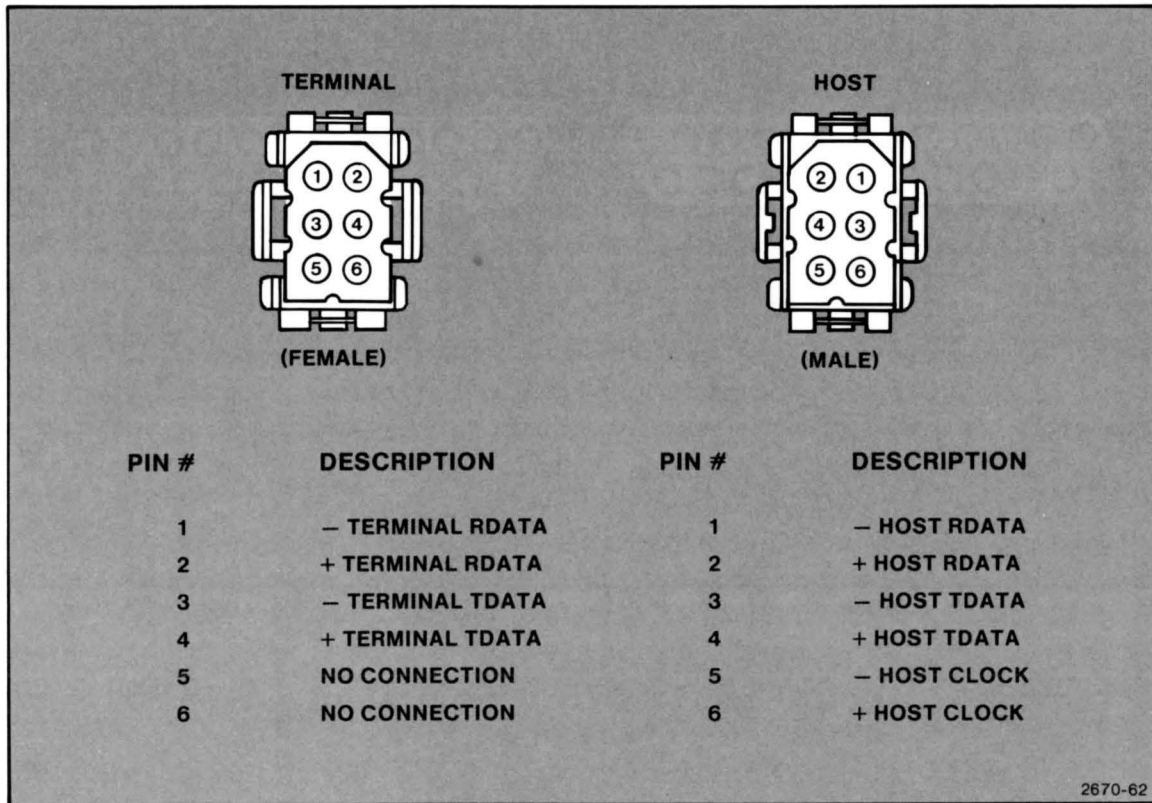 TERMINAL HOST
1 2 2 1
3 4 4 3
5 6 5 6
(FEMALE) (MALE)
PIN # DESCRIPTION PIN # DESCRIPTION
1 − TERMINAL RDATA 1 − HOST RDATA
2 + TERMINAL RDATA 2 + HOST RDATA
3 − TERMINAL TDATA 3 − HOST TDATA
4 + TERMINAL TDATA 4 + HOST TDATA
5 NO CONNECTION 5 − HOST CLOCK
6 NO CONNECTION 6 + HOST CLOCK
2670-62